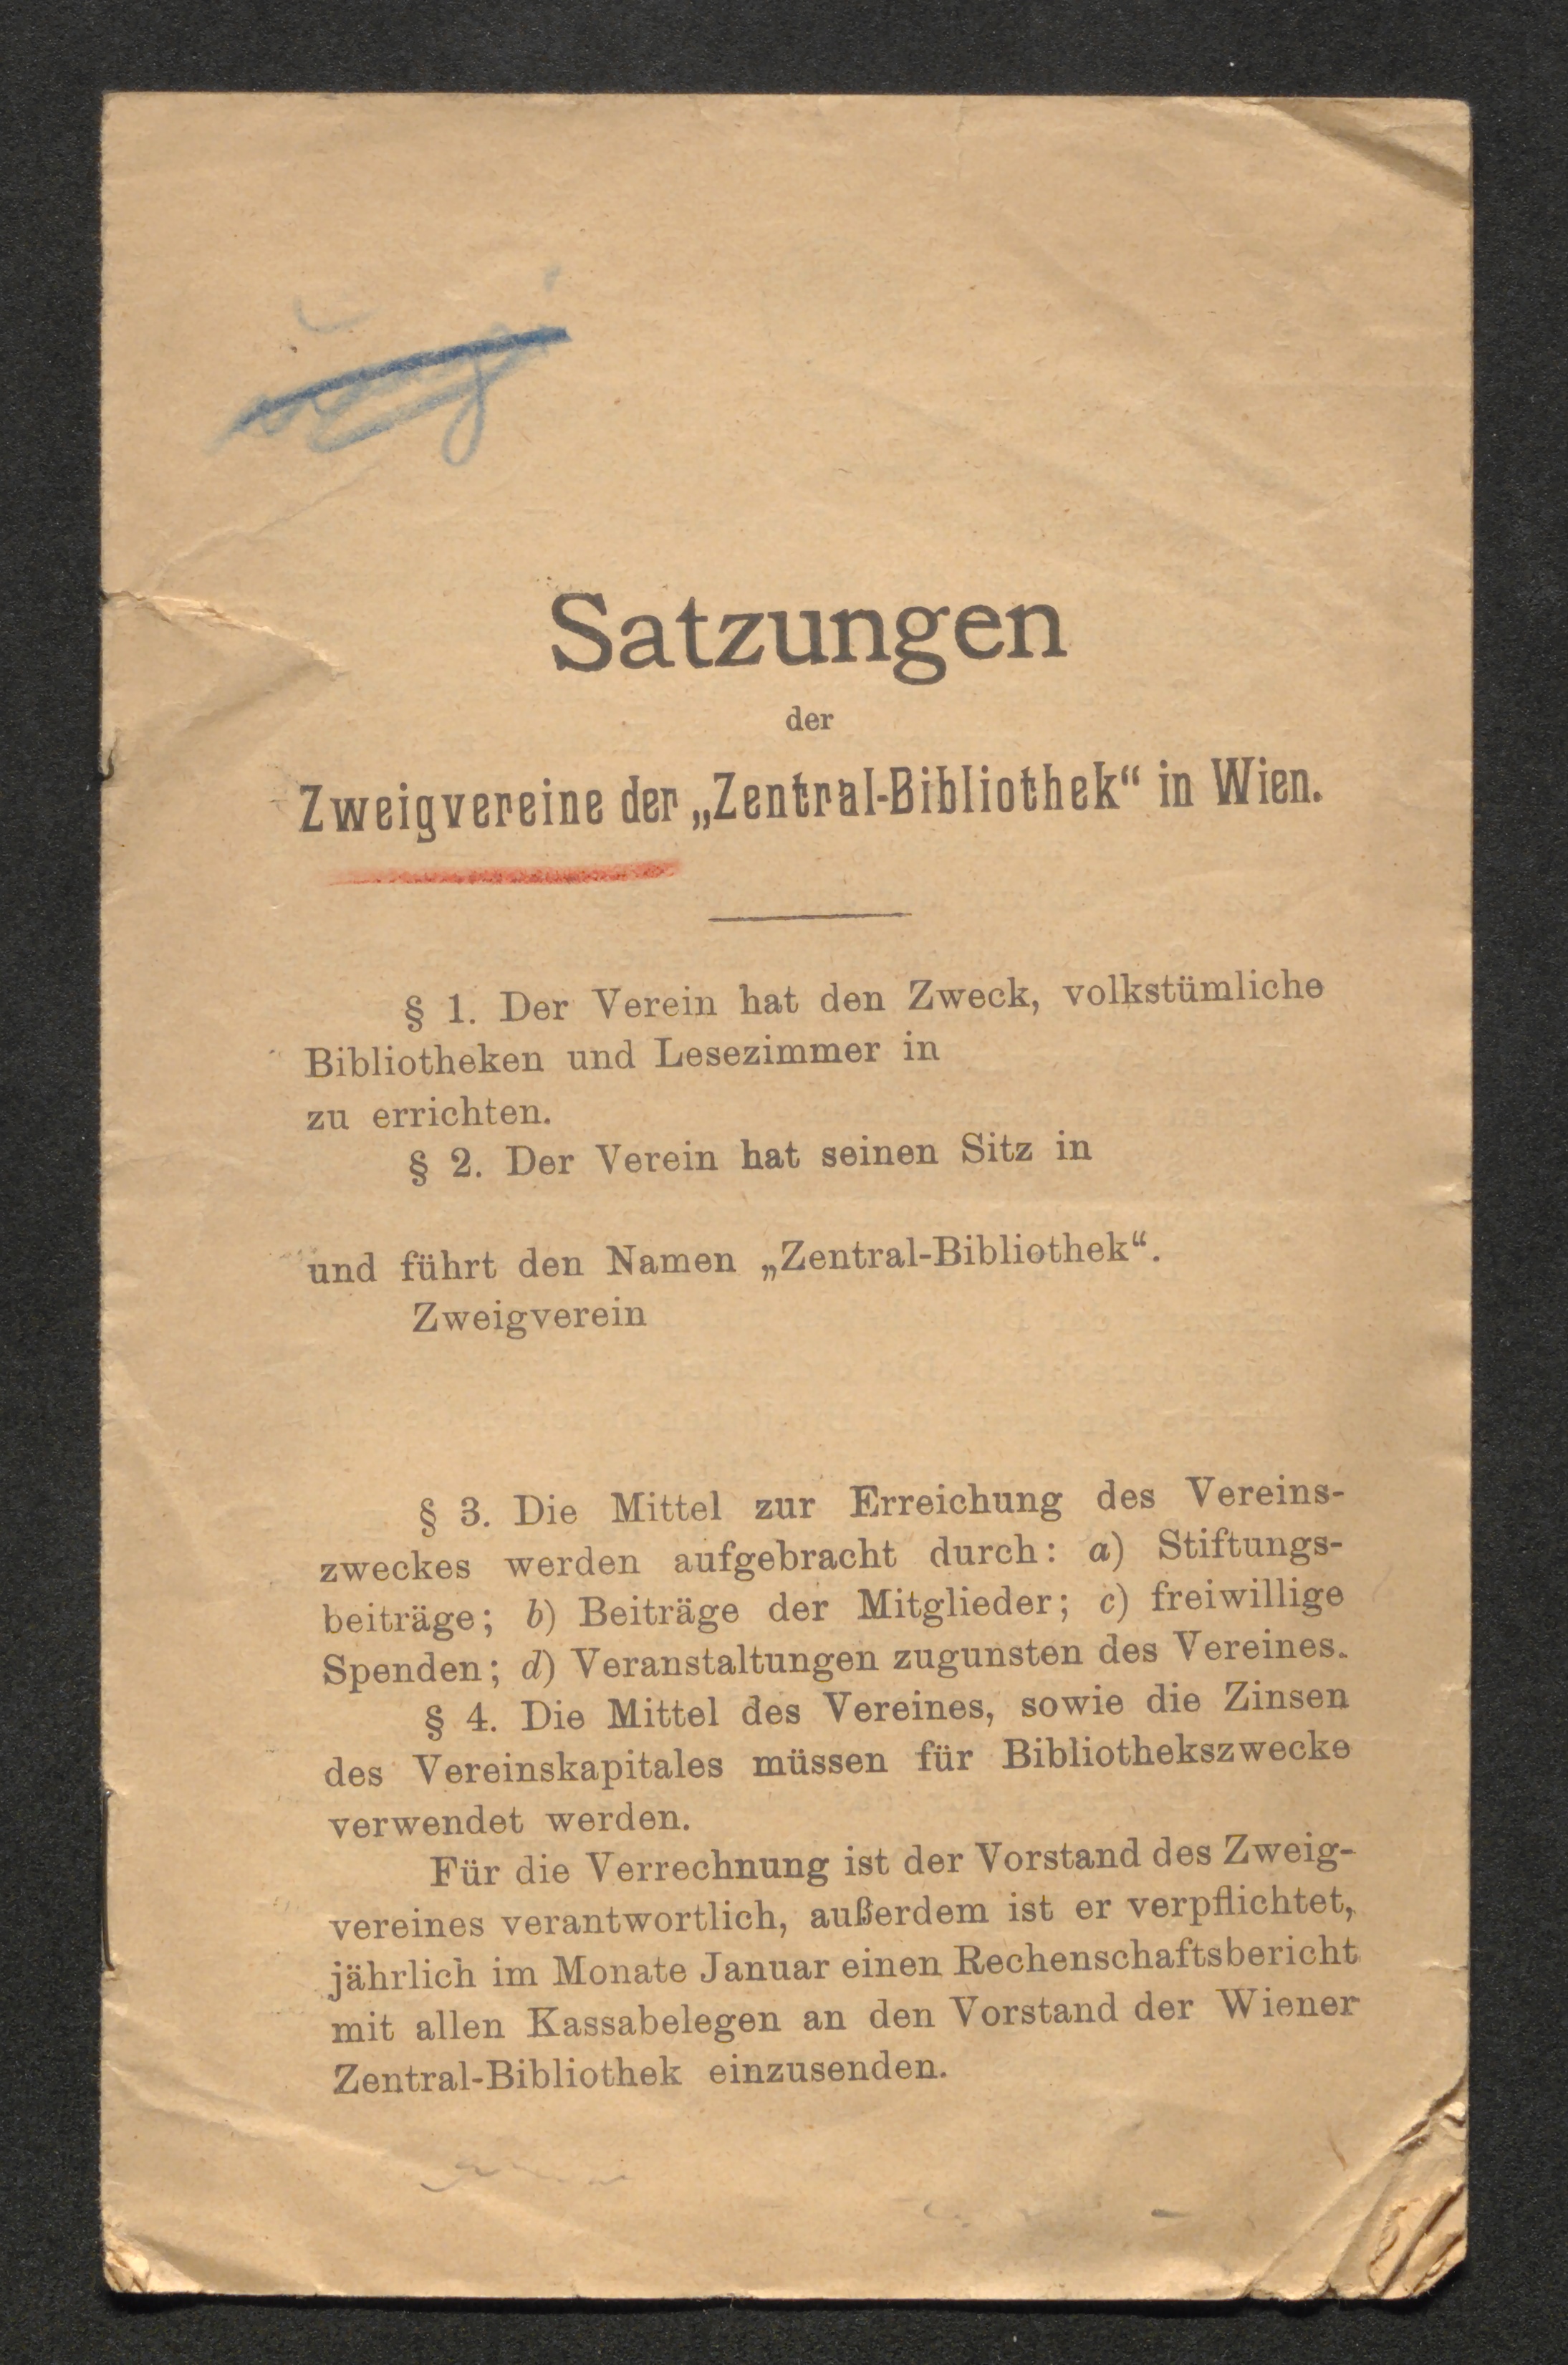 Satzungen
der
Zweigvereine der „Zentral-Bibliothek“ in Wien.
§ 1. Der Verein hat den Zweck, volkstümliche
Bibliotheken und Lesezimmer in
zu errichten.
§ 2. Der Verein hat seinen Sitz in
und führt den Namen „Zentral-Bibliothek“.
Zweigverein
§ 3. Die Mittel zur Erreichung des Vereins-
zweckes werden aufgebracht durch: a) Stiftungs-
beiträge; b) Beiträge der Mitglieder; c) freiwillige
Spenden; d) Veranstaltungen zugunsten des Vereines.
§ 4. Die Mittel des Vereines, sowie die Zinsen
des Vereinskapitales müssen für Bibliothekszwecke
verwendet werden.
Für die Verrechnung ist der Vorstand des Zweig-
vereines verantwortlich, außerdem ist er verpflichtet,
jährlich im Monate Januar einen Rechenschaftsbericht
mit allen Kassabelegen an den Vorstand der Wiener
Zentral-Bibliothek einzusenden.